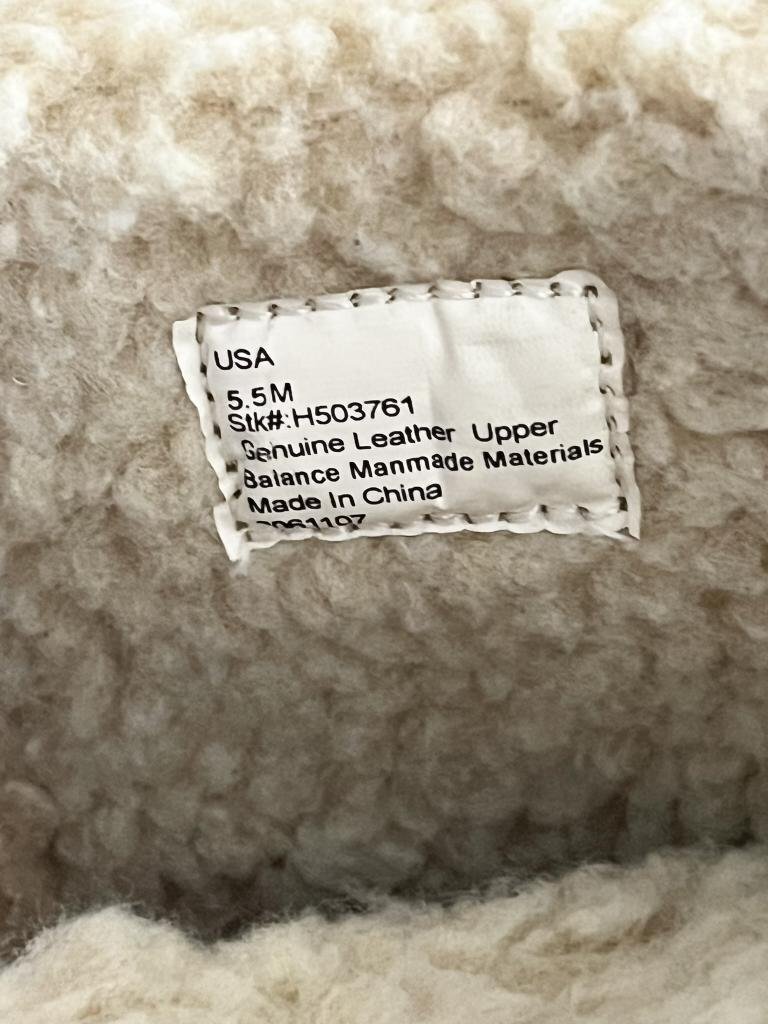 USA
5.5M
Stk#:H503761
Genuine Leather Upper
Balance Manmade Materials
Made In China